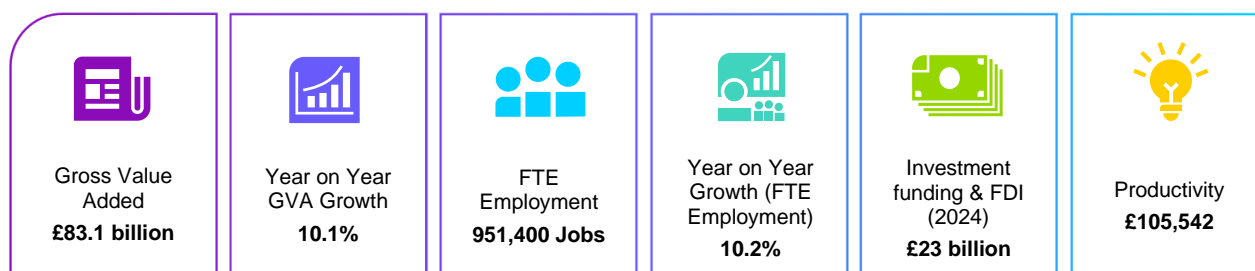 Gross Value
Added
£83.1 billion
Year on Year
GVA Growth
10.1%
FTE
Employment
951,400 Jobs
Year on Year
Growth (FTE
Employment)
10.2%
Investment
funding & FDI
(2024)
£23 billion
Productivity
£105,542